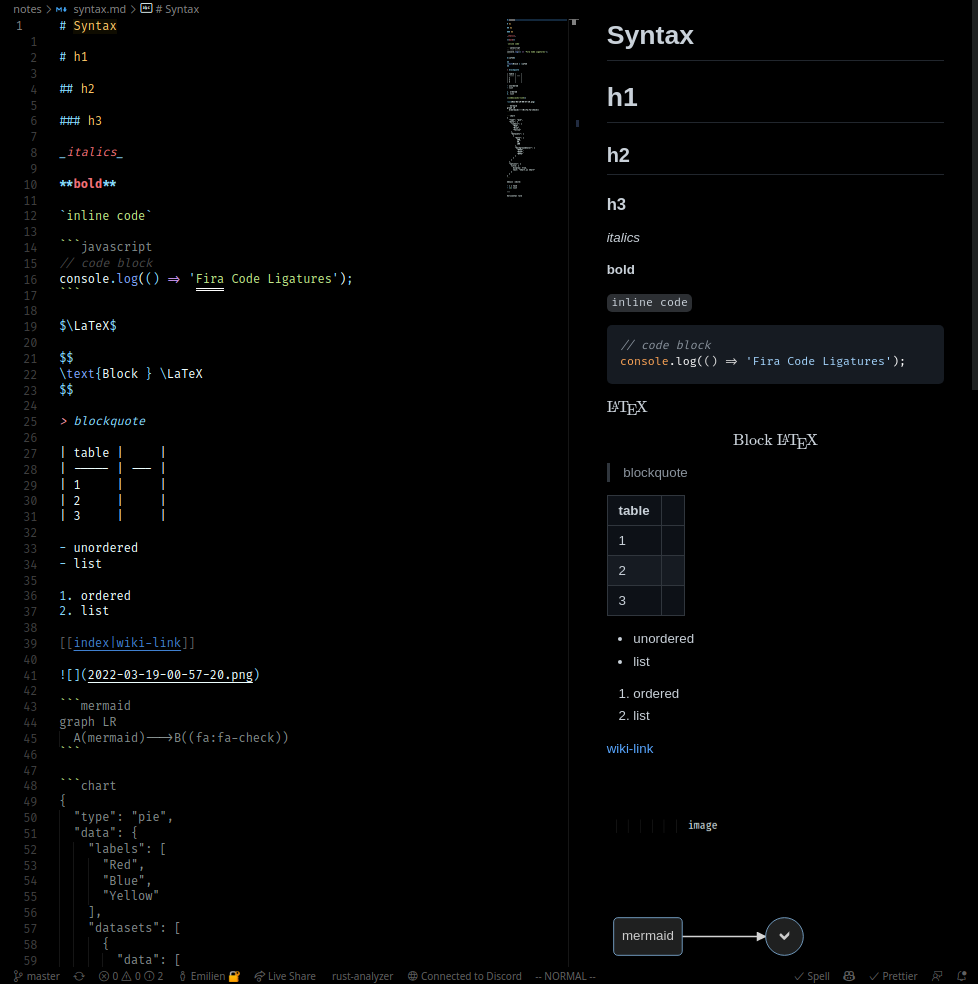 notes > syntax.md > # Syntax
1 # Syntax
1
2 # h1
3
4 ## h2
5
6 ### h3
7
8 _italics_
9
10 **bold**
11
12 `inline code`
13
14 ```javascript
15 // code block
16 console.log(() => 'Fira Code Ligatures');
17 ```
18
19 $\LaTeX$
20
21 $$
22 \text{Block } \LaTeX
23 $$
24
25 > blockquote
26
27 | table | |
28 | ----- | --- |
29 | 1 | |
30 | 2 | |
31 | 3 | |
32
33 - unordered
34 - list
35
36 1. ordered
37 2. list
38
39 [[index|wiki-link]]
40
41 ![](2022-03-19-00-57-20.png)
42
43 ```mermaid
44 graph LR
45 A(mermaid)-->B((fa:fa-check))
46 ```
47
48 ```chart
49 {
50 "type": "pie",
51 "data": {
52 "labels": [
53 "Red",
54 "Blue",
55 "Yellow"
56 ],
57 "datasets": [
58 {
59 "data": [
Syntax
h1
h2
h3
italics
bold
inline code
// code block
console.log(() => 'Fira Code Ligatures');
LATEX
Block LATEX
blockquote
table
1
2
3
• unordered
• list
1. ordered
2. list
wiki-link
image
mermaid
master 0 0 2 Emilien Live Share rust-analyzer Connected to Discord -- NORMAL -- Spell Prettier